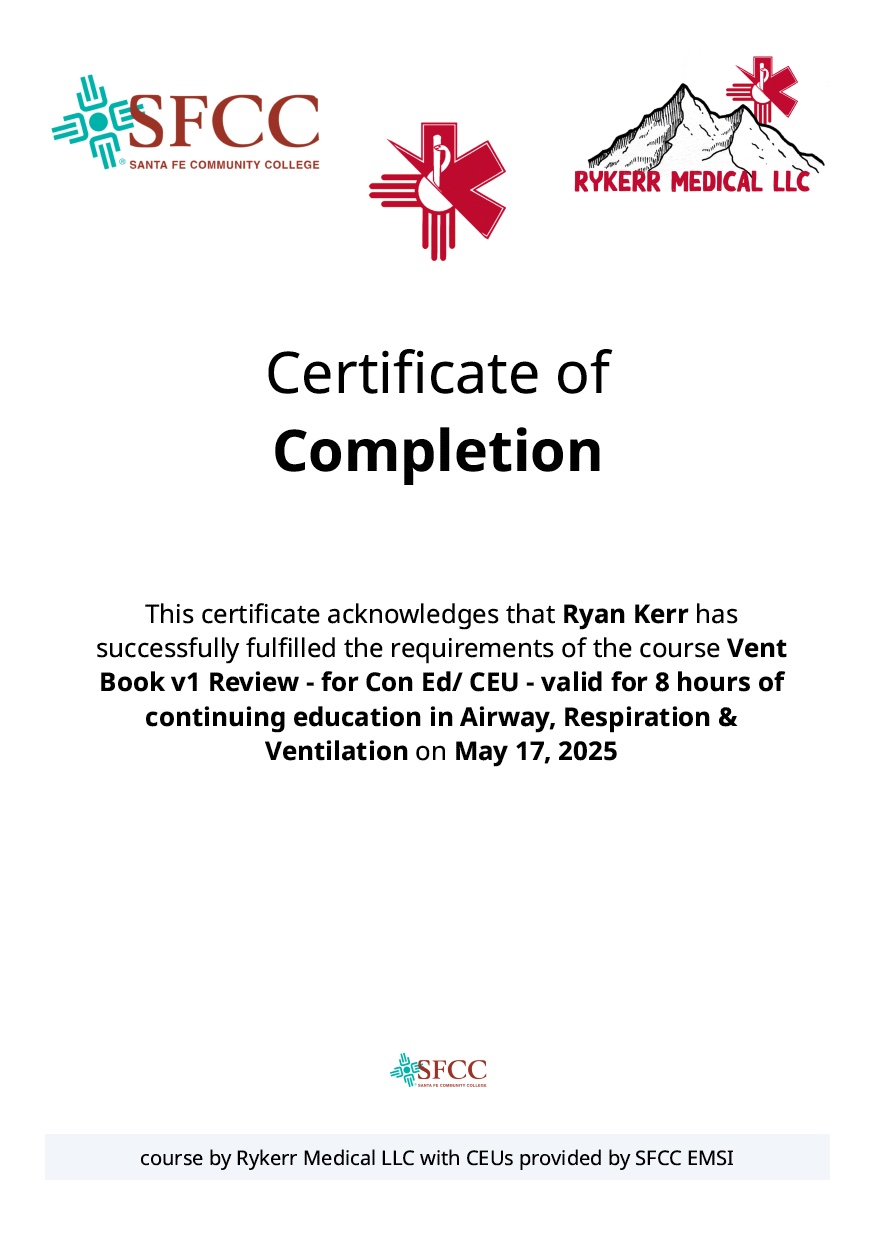 SFCC
SANTA FE COMMUNITY COLLEGE
RYKERR MEDICAL LLC
Certificate of
Completion
This certificate acknowledges that Ryan Kerr has
successfully fulfilled the requirements of the course Vent
Book v1 Review - for Con Ed/ CEU - valid for 8 hours of
continuing education in Airway, Respiration &
Ventilation on May 17, 2025
SFCC
SANTA FE COMMUNITY COLLEGE
course by Rykerr Medical LLC with CEUs provided by SFCC EMSI